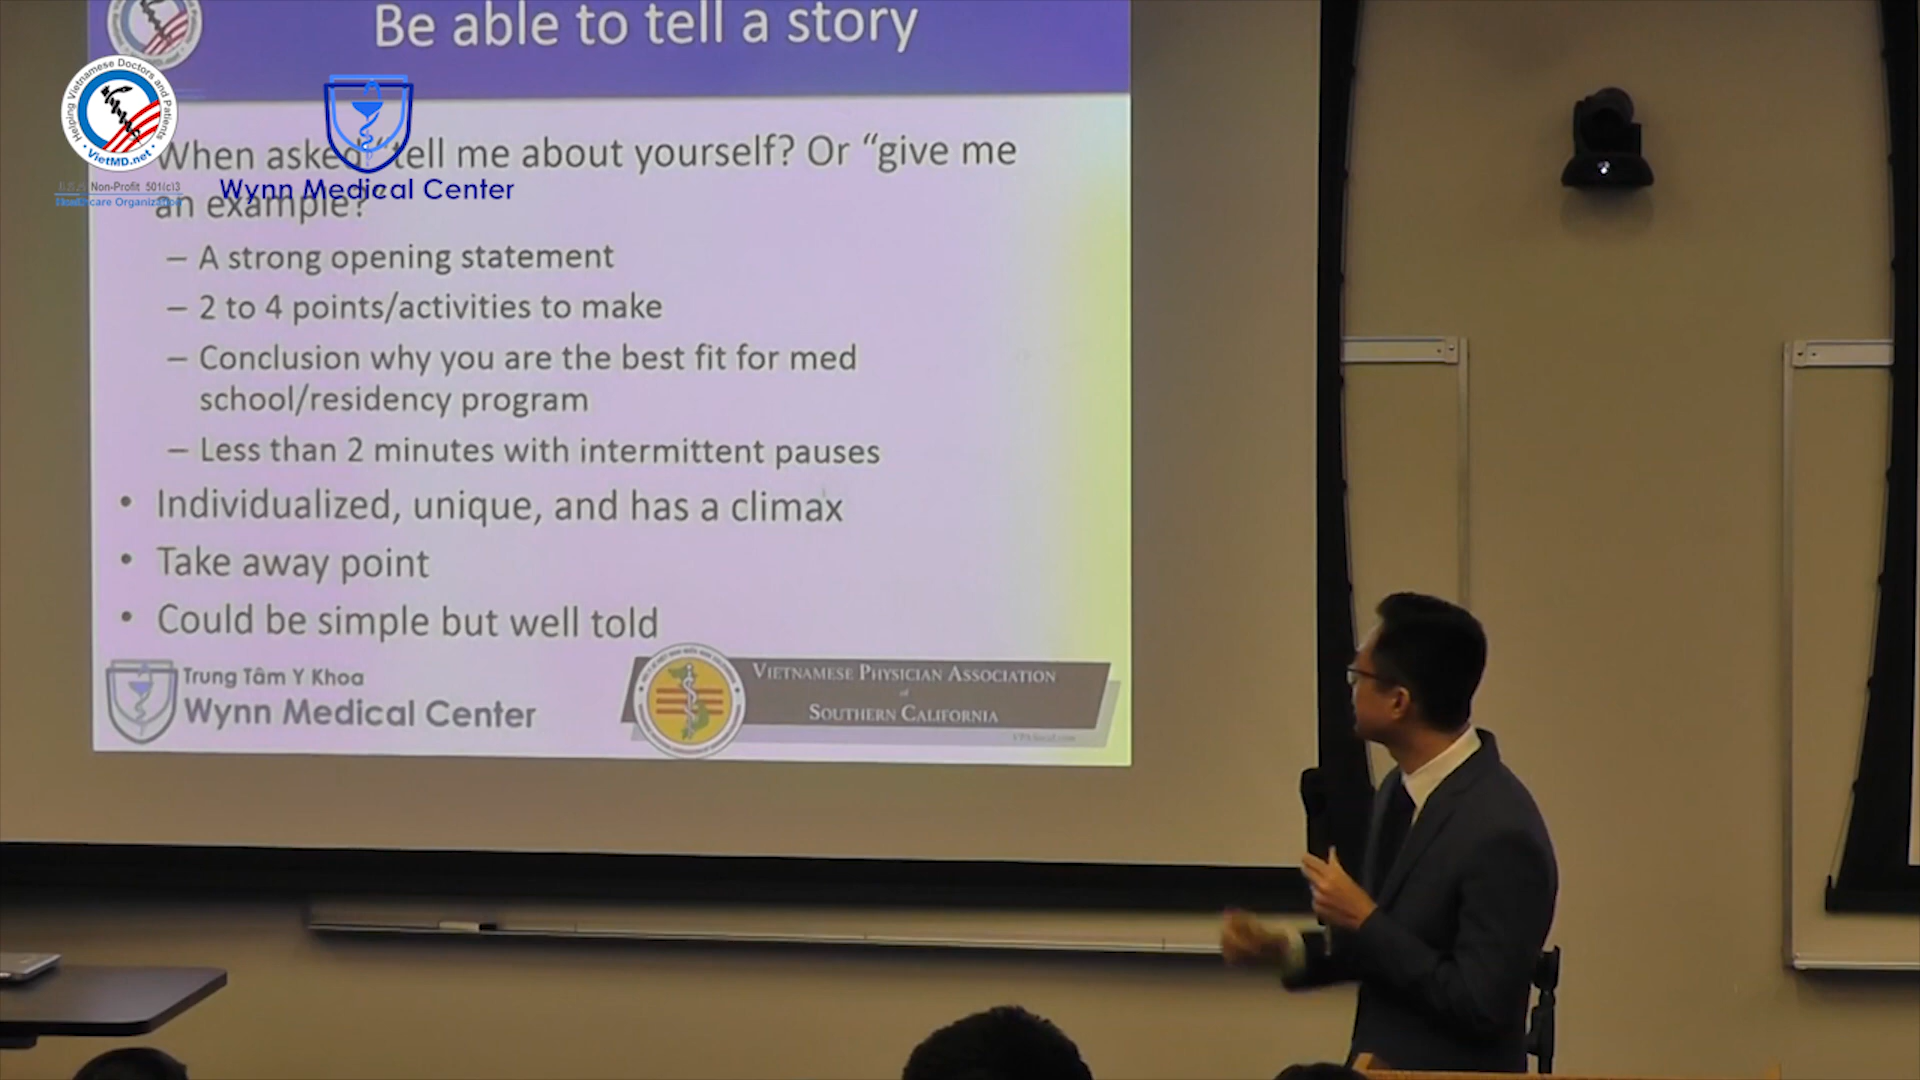 Be able to tell a story
Helping Vietnamese Doctors and Patients
VietMD.net
Non-Profit 501(c)3
Healthcare Organization
Wynn Medical Center
When asked “tell me about yourself? Or “give me
an example?”
– A strong opening statement
– 2 to 4 points/activities to make
– Conclusion why you are the best fit for med
school/residency program
– Less than 2 minutes with intermittent pauses
• Individualized, unique, and has a climax
• Take away point
• Could be simple but well told
Trung Tâm Y Khoa
Wynn Medical Center
VIETNAMESE PHYSICIAN ASSOCIATION
of
SOUTHERN CALIFORNIA